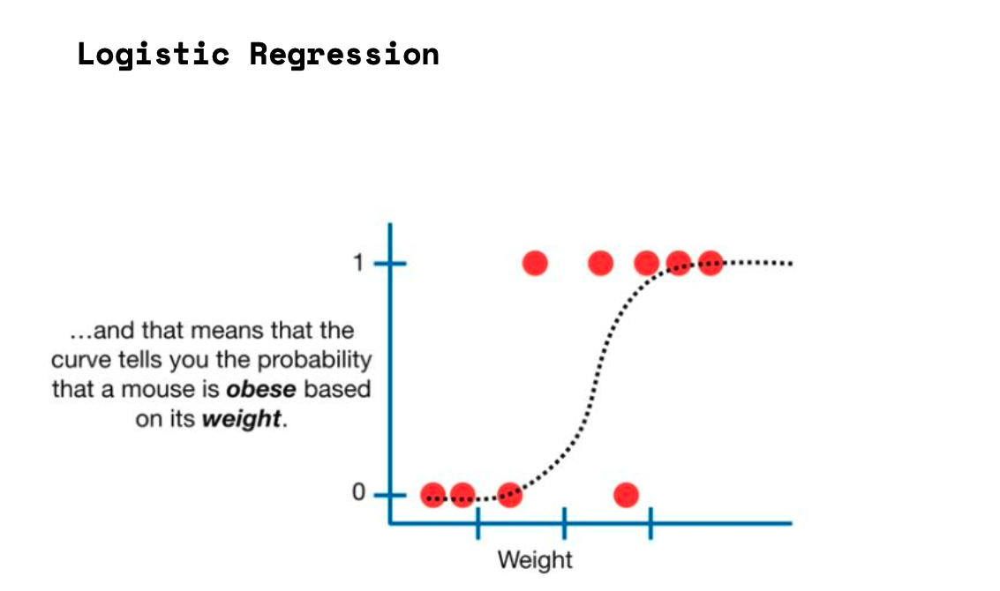 Logistic Regression
1
...and that means that the
curve tells you the probability
that a mouse is obese based
on its weight.
0
Weight